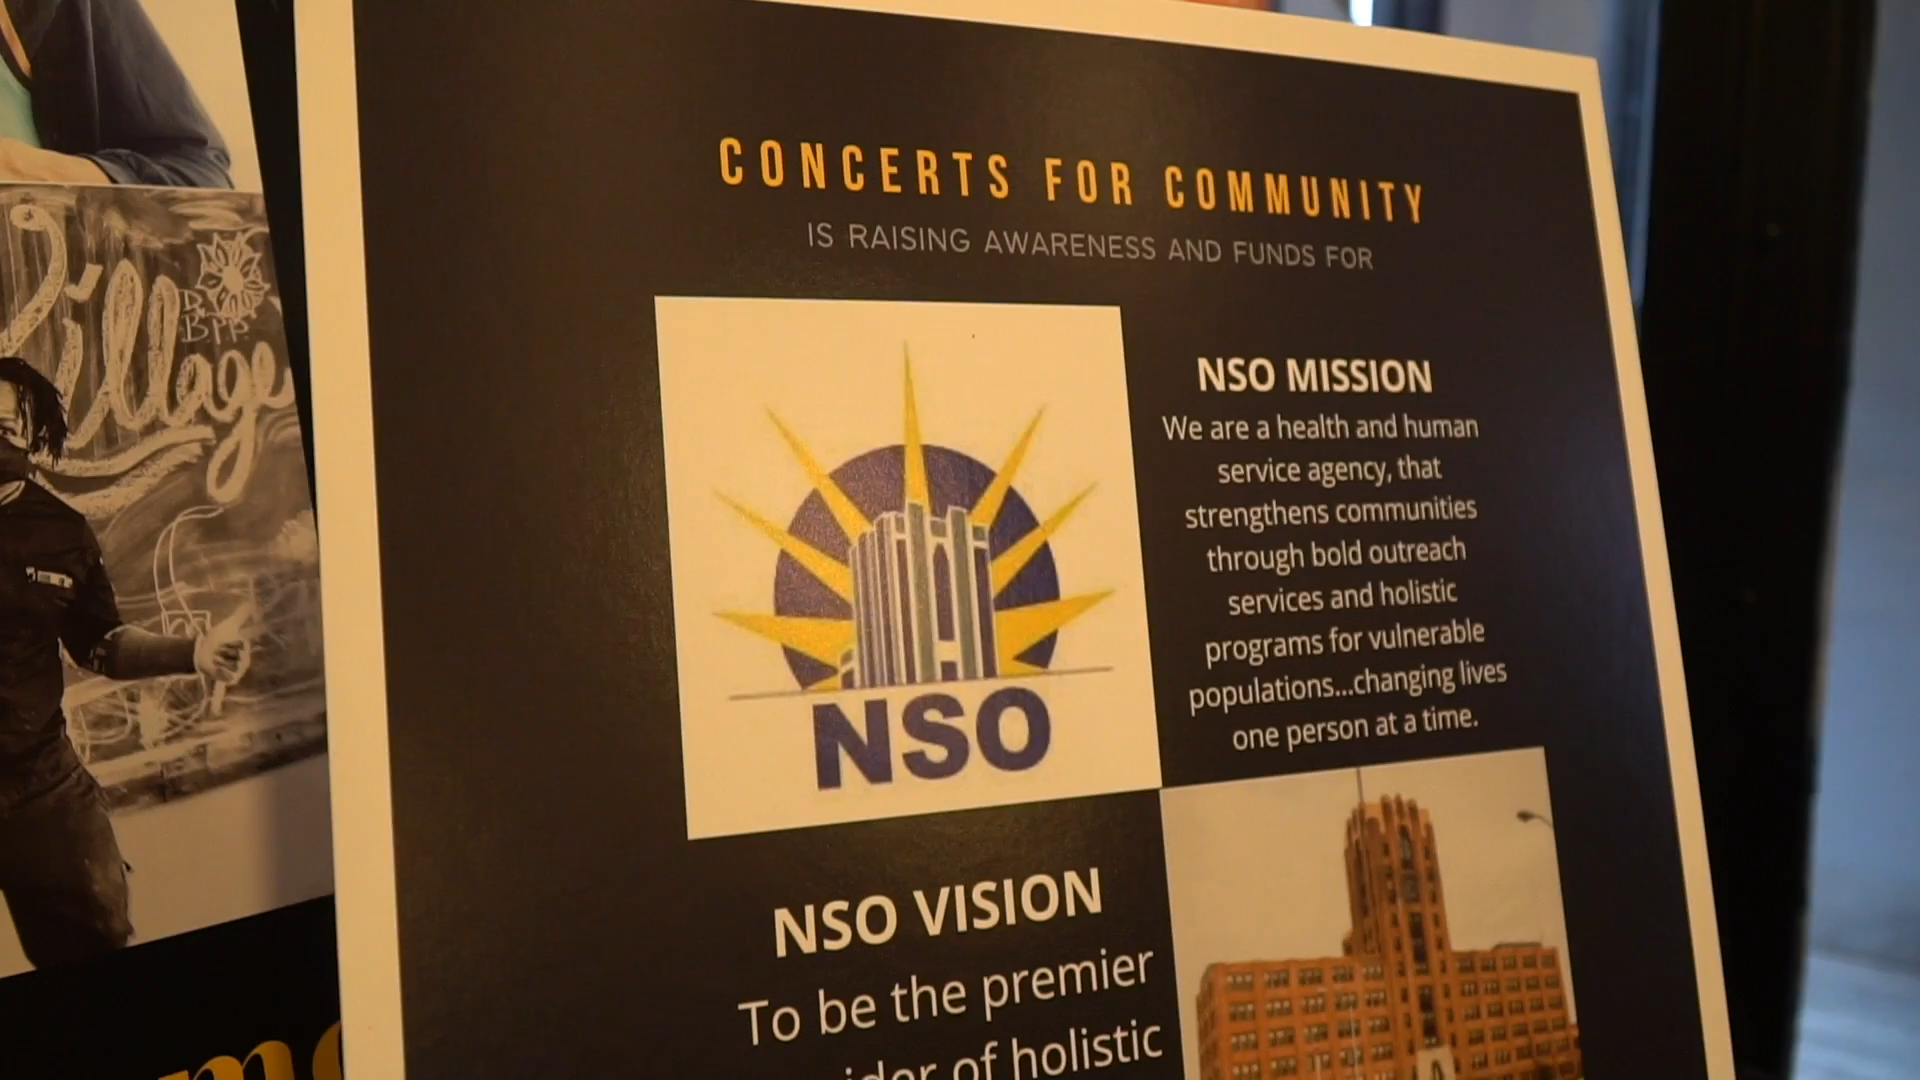 CONCERTS FOR COMMUNITY
IS RAISING AWARENESS AND FUNDS FOR
NSO MISSION
We are a health and human
service agency, that
strengthens communities
through bold outreach
services and holistic
programs for vulnerable
populations...changing lives
one person at a time.
NSO
NSO VISION
To be the premier
of holistic
Village
B.P.P.